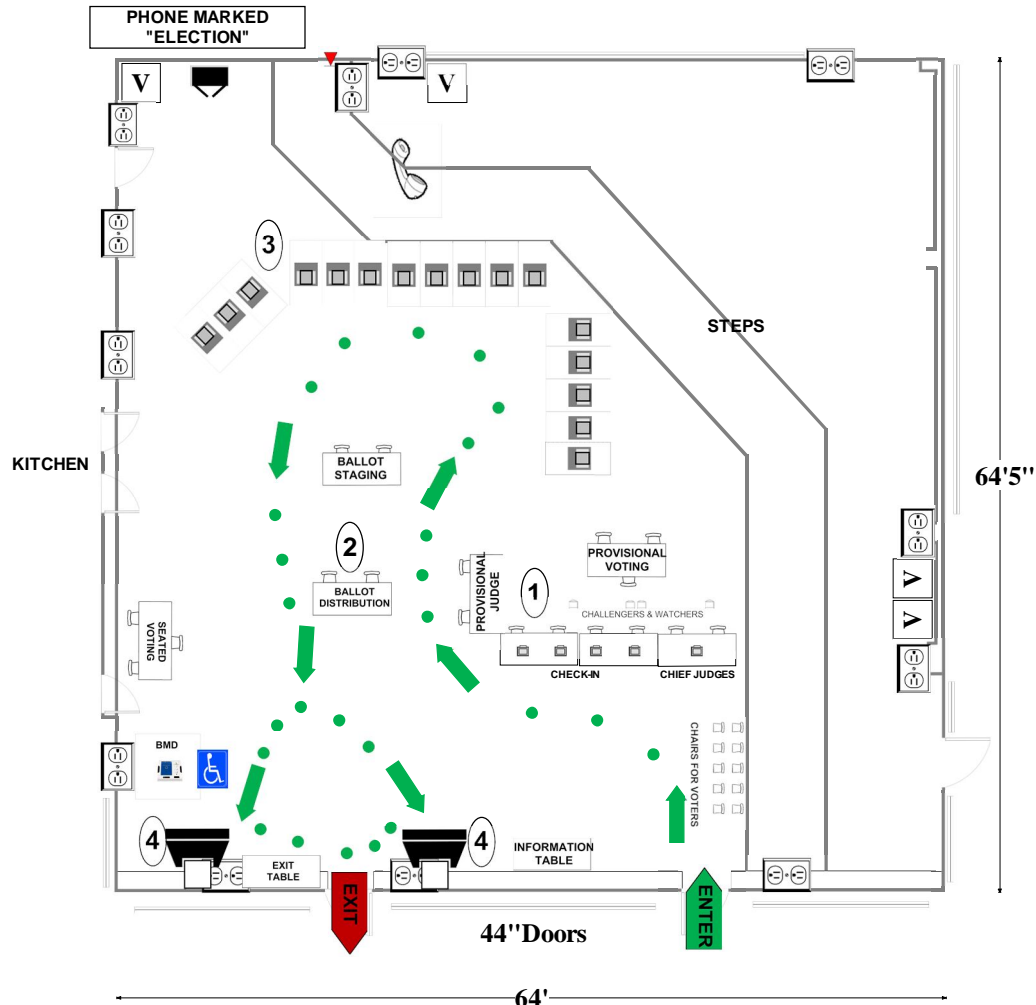 PHONE MARKED
"ELECTION"
V
V
3
STEPS
KITCHEN
64'5"
BALLOT
STAGING
2
BALLOT
DISTRIBUTION
PROVISIONAL
JUDGE
1
PROVISIONAL
VOTING
CHALLENGERS & WATCHERS
V
V
SEATED
VOTING
CHECK-IN
CHIEF JUDGES
CHAIRS FOR
VOTERS
BMD
4
4
EXIT
TABLE
INFORMATION
TABLE
EXIT
ENTER
44"Doors
64'